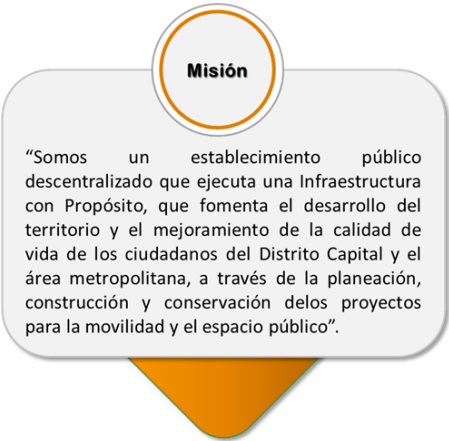 Misión
“Somos un establecimiento público
descentralizado que ejecuta una Infraestructura
con Propósito, que fomenta el desarrollo del
territorio y el mejoramiento de la calidad de
vida de los ciudadanos del Distrito Capital y el
área metropolitana, a través de la planeación,
construcción y conservación delos proyectos
para la movilidad y el espacio público”.